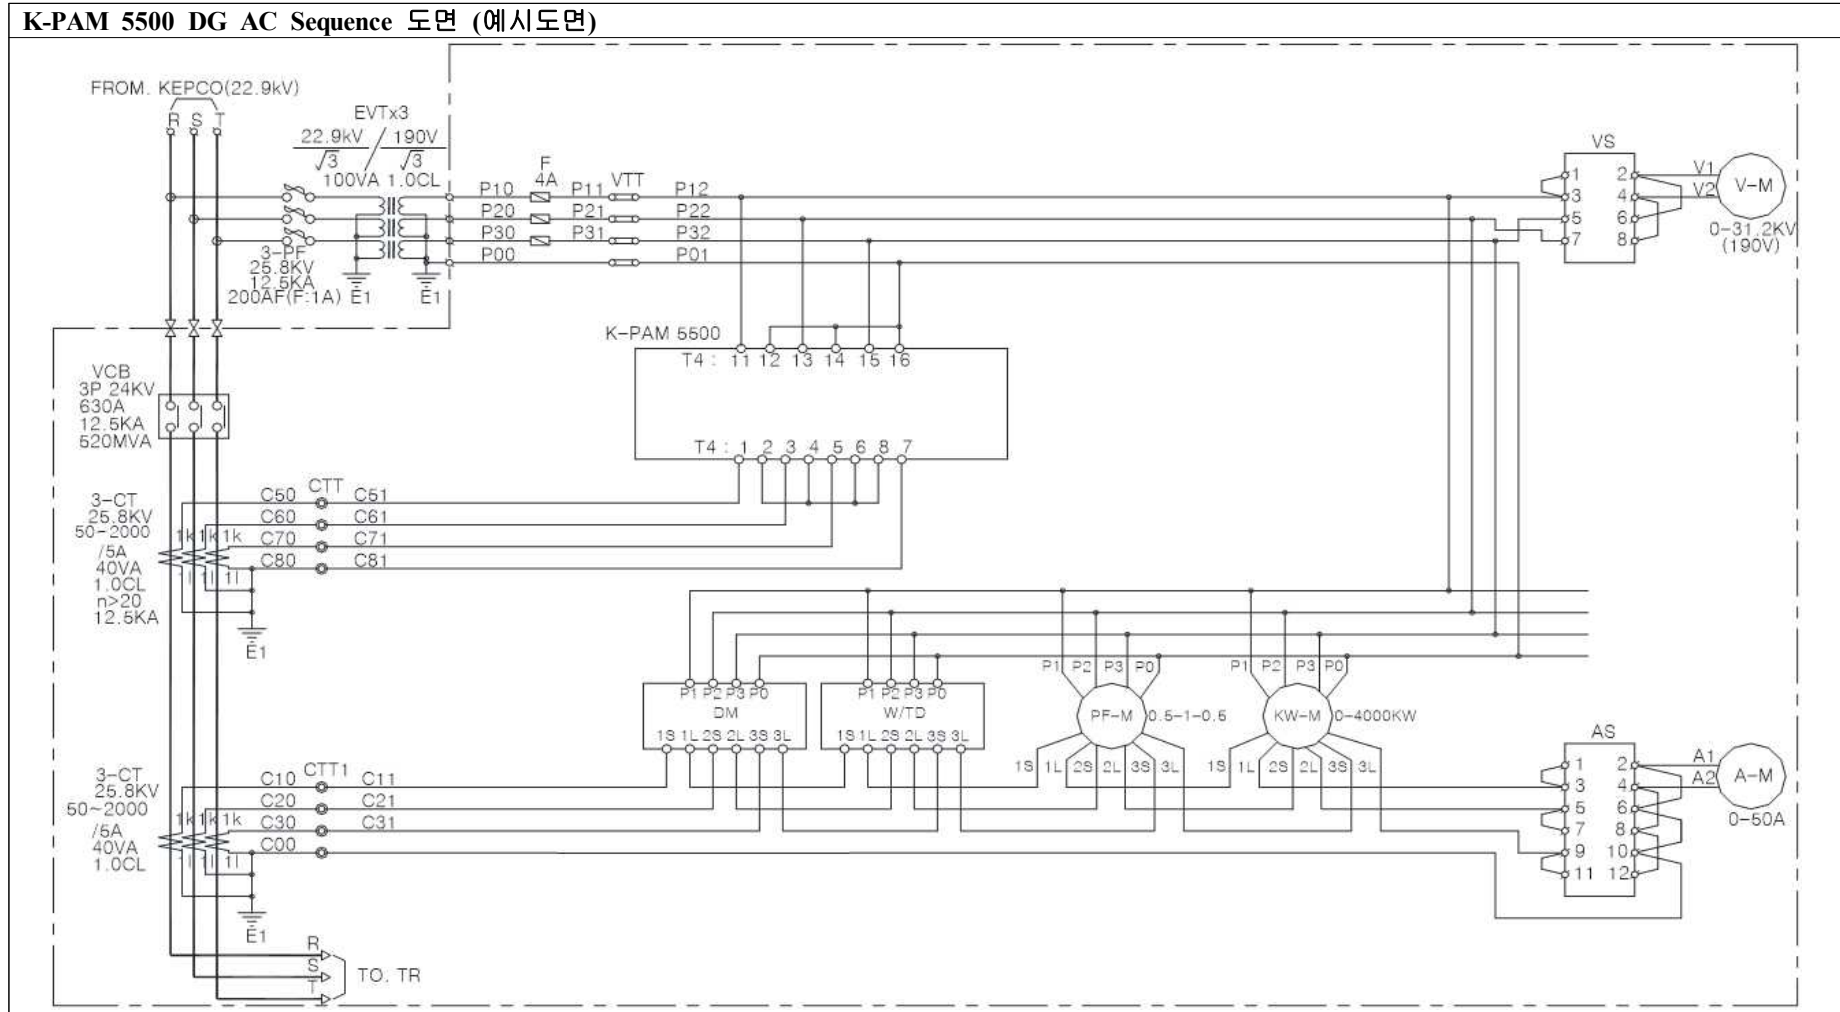 K-PAM 5500 DG AC Sequence 도면 (예시도면)
FROM. KEPCO(22.9kV)
R S T
EVTx3
22.9kV / 190V
√3 √3
100VA 1.0CL
3-PF
25.8KV
12.5KA
200AF(F:1A)
E1 E1
F
4A
VTT
P10 P11 P12
P20 P21 P22
P30 P31 P32
P00 P01
VS
1 2
3 4
5 6
7 8
V1
V2
V-M
0-31.2KV
(190V)
K-PAM 5500
T4 : 11 12 13 14 15 16
T4 : 1 2 3 4 5 6 8 7
VCB
3P 24KV
630A
12.5KA
520MVA
3-CT
25.8KV
50-2000
/5A
40VA
1.0CL
n>20
12.5KA
1k 1k 1k
1l 1l 1l
E1
CTT
C50 C51
C60 C61
C70 C71
C80 C81
P1 P2 P3 P0
DM
1S 1L 2S 2L 3S 3L
P1 P2 P3 P0
W/TD
1S 1L 2S 2L 3S 3L
P1 P2 P3 P0
PF-M
0.5-1-0.5
1S 1L 2S 2L 3S 3L
P1 P2 P3 P0
KW-M
0-4000KW
1S 1L 2S 2L 3S 3L
AS
1 2
3 4
5 6
7 8
9 10
11 12
A1
A2
A-M
0-50A
3-CT
25.8KV
50~2000
/5A
40VA
1.0CL
1k 1k 1k
1l 1l 1l
E1
CTT1
C10 C11
C20 C21
C30 C31
C00
R
S
T
TO. TR